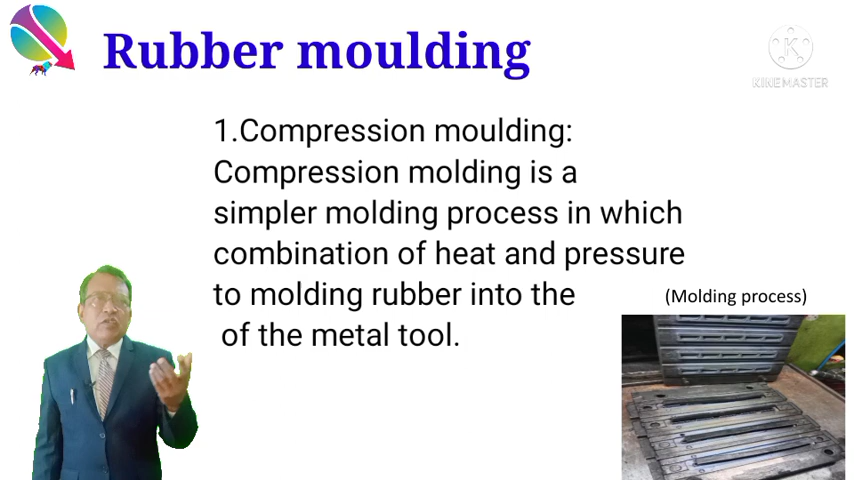 Rubber moulding
KINEMASTER
1.Compression moulding:
Compression molding is a
simpler molding process in which
combination of heat and pressure
to molding rubber into the
of the metal tool.
(Molding process)